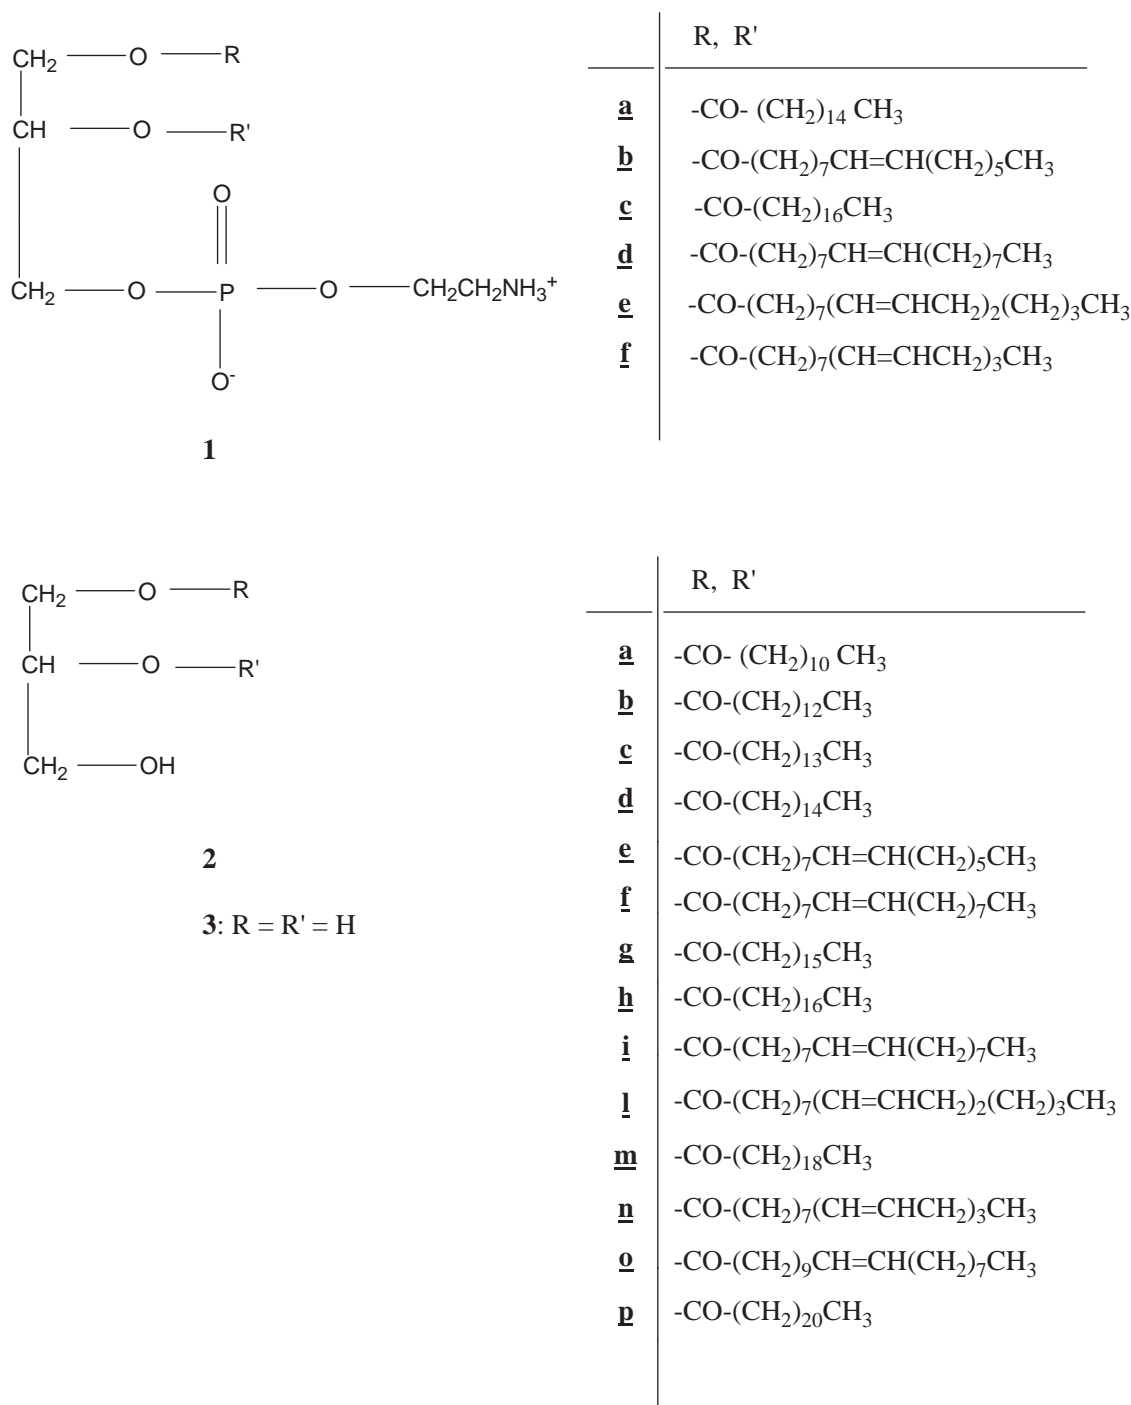 R, R'
CH₂ O R
a -CO- (CH₂)₁₄ CH₃
CH O R'
b -CO-(CH₂)₇CH=CH(CH₂)₅CH₃
O
c -CO-(CH₂)₁₆CH₃
d -CO-(CH₂)₇CH=CH(CH₂)₇CH₃
CH₂ O P O CH₂CH₂NH₃⁺
e -CO-(CH₂)₇(CH=CHCH₂)₂(CH₂)₃CH₃
f -CO-(CH₂)₇(CH=CHCH₂)₃CH₃
O⁻
1
R, R'
CH₂ O R
CH O R'
a -CO- (CH₂)₁₀ CH₃
b -CO-(CH₂)₁₂CH₃
c -CO-(CH₂)₁₃CH₃
CH₂ OH
d -CO-(CH₂)₁₄CH₃
2
e -CO-(CH₂)₇CH=CH(CH₂)₅CH₃
f -CO-(CH₂)₇CH=CH(CH₂)₇CH₃
3: R = R' = H
g -CO-(CH₂)₁₅CH₃
h -CO-(CH₂)₁₆CH₃
i -CO-(CH₂)₇CH=CH(CH₂)₇CH₃
l -CO-(CH₂)₇(CH=CHCH₂)₂(CH₂)₃CH₃
m -CO-(CH₂)₁₈CH₃
n -CO-(CH₂)₇(CH=CHCH₂)₃CH₃
o -CO-(CH₂)₉CH=CH(CH₂)₇CH₃
p -CO-(CH₂)₂₀CH₃